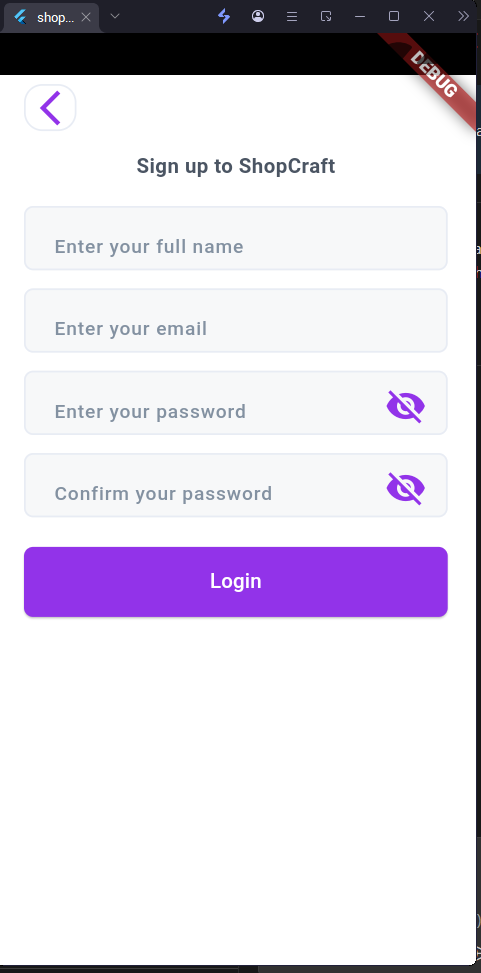 shop...
DEBUG
Sign up to ShopCraft
Enter your full name
Enter your email
Enter your password
Confirm your password
Login